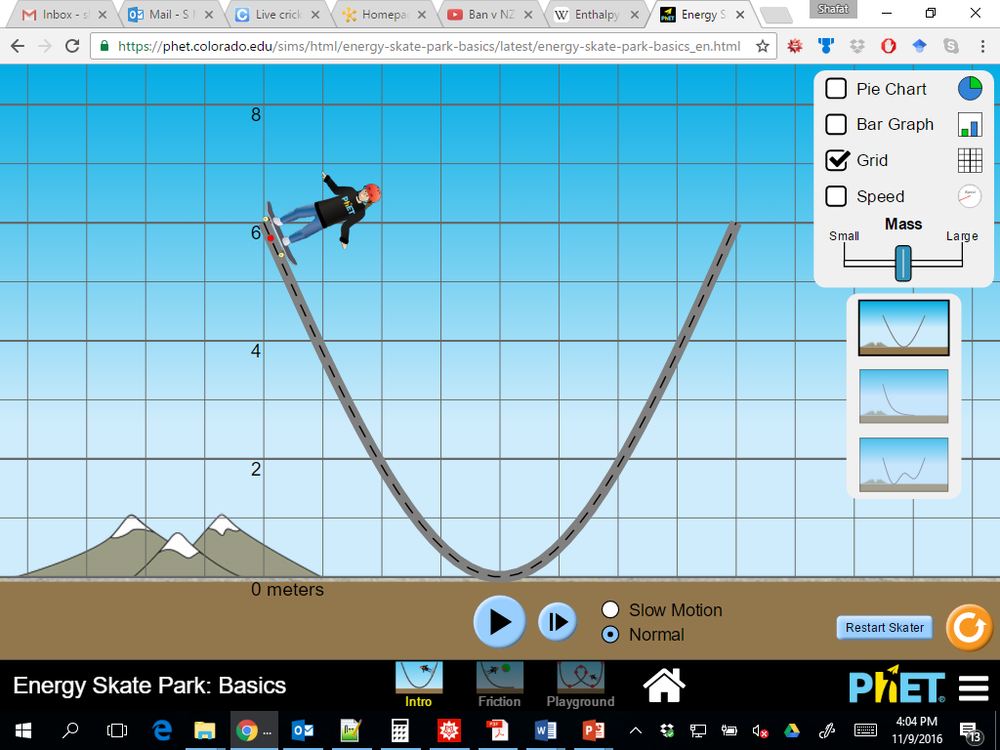 Inbox - sk
Mail - S N
Live crick
Homepa
Ban v NZ
Enthalpy
Energy S
Shafat
https://phet.colorado.edu/sims/html/energy-skate-park-basics/latest/energy-skate-park-basics_en.html
8
6
4
2
0 meters
PhET
Pie Chart
Bar Graph
Grid
Speed
Mass
Small
Large
Slow Motion
Normal
Restart Skater
Energy Skate Park: Basics
Intro
Friction
Playground
PhET
4:04 PM
11/9/2016
13